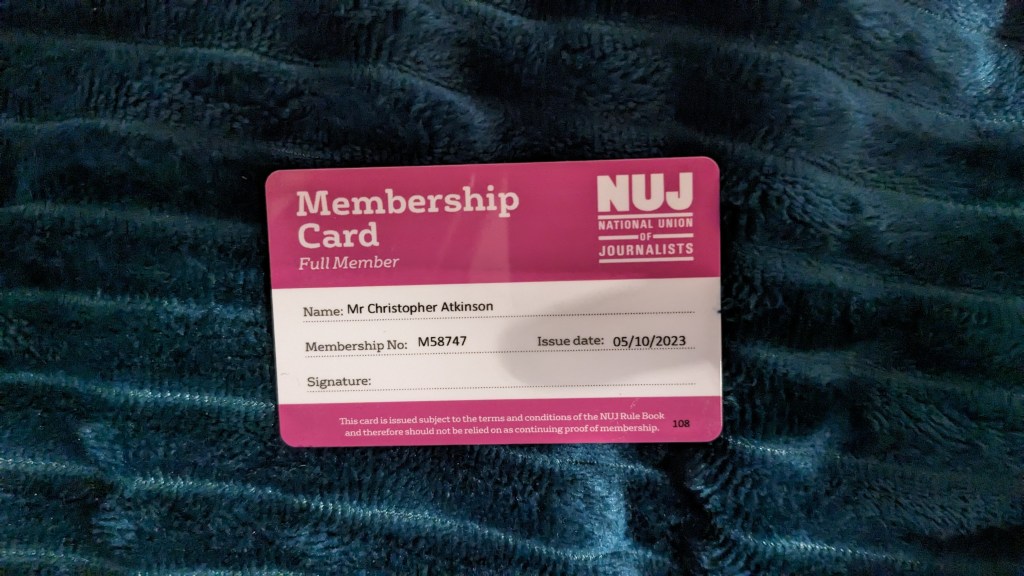 Membership
Card
Full Member
NUJ
NATIONAL UNION
OF
JOURNALISTS
Name: Mr Christopher Atkinson
Membership No: M58747 Issue date: 05/10/2023
Signature:
This card is issued subject to the terms and conditions of the NUJ Rule Book
and therefore should not be relied on as continuing proof of membership. 108